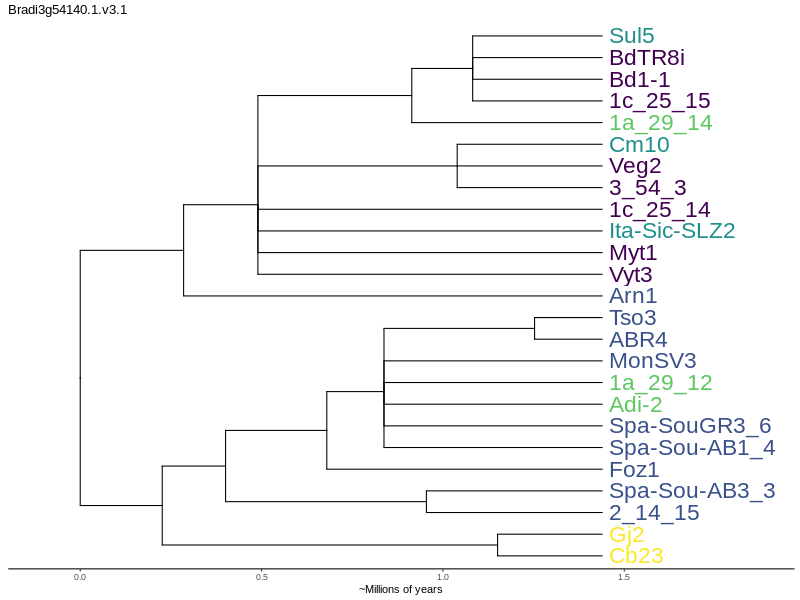 Bradi3g54140.1.v3.1
Sul5
BdTR8i
Bd1-1
1c_25_15
1a_29_14
Cm10
Veg2
3_54_3
1c_25_14
Ita-Sic-SLZ2
Myt1
Vyt3
Arn1
Tso3
ABR4
MonSV3
1a_29_12
Adi-2
Spa-SouGR3_6
Spa-Sou-AB1_4
Foz1
Spa-Sou-AB3_3
2_14_15
Gj2
Cb23
0.0 0.5 1.0 1.5
~Millions of years